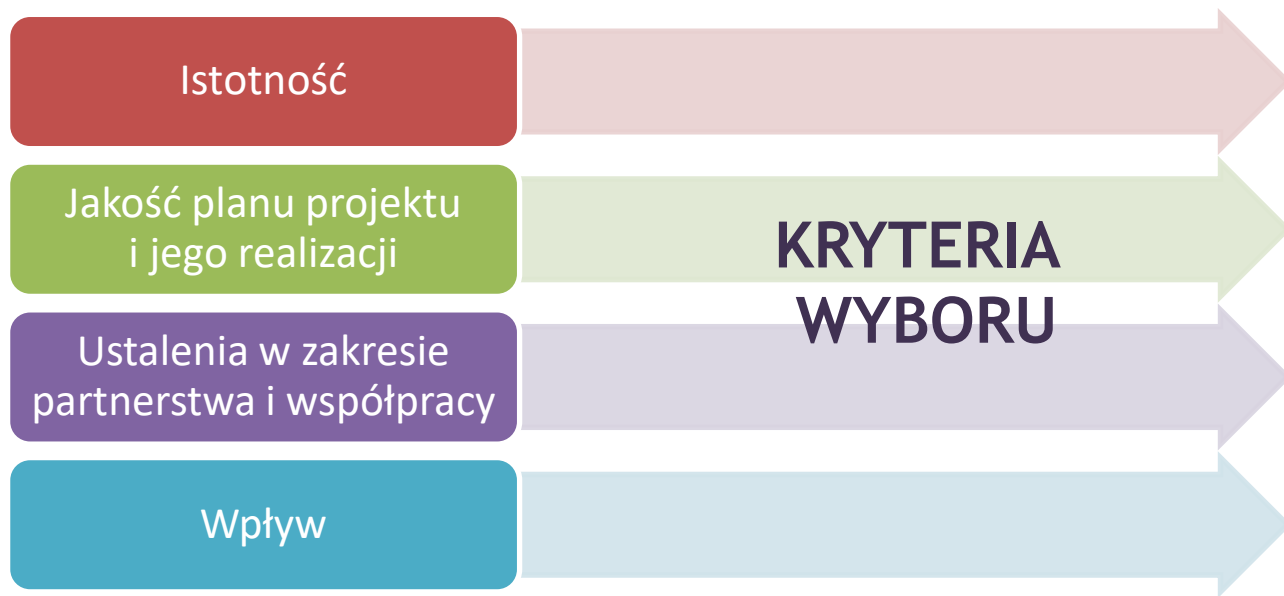 Istotność
Jakość planu projektu
i jego realizacji
KRYTERIA
WYBORU
Ustalenia w zakresie
partnerstwa i współpracy
Wpływ